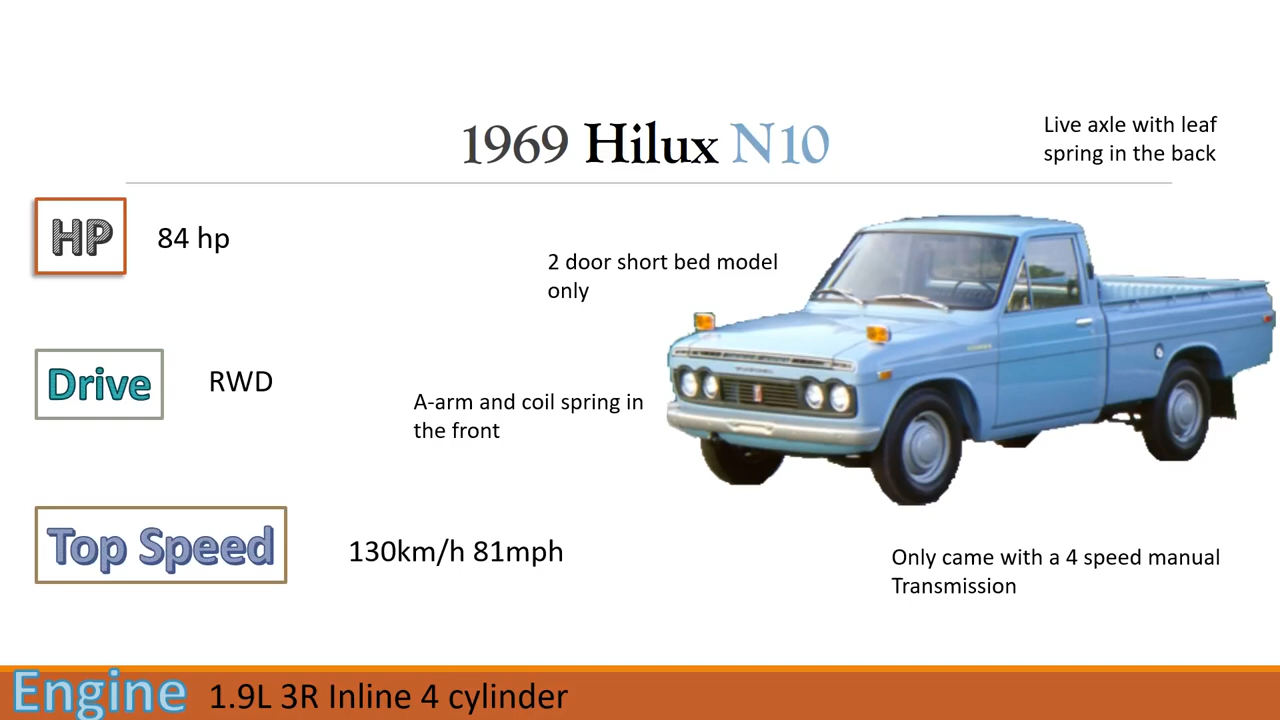 1969 Hilux N10
Live axle with leaf
spring in the back
HP
84 hp
2 door short bed model
only
Drive
RWD
A-arm and coil spring in
the front
Top Speed
130km/h 81mph
Only came with a 4 speed manual
Transmission
Engine
1.9L 3R Inline 4 cylinder